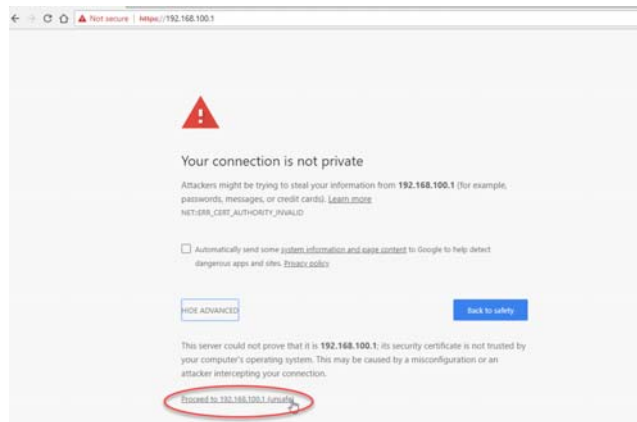 Not secure | https://192.168.100.1
Your connection is not private
Attackers might be trying to steal your information from 192.168.100.1 (for example,
passwords, messages, or credit cards). Learn more
NET::ERR_CERT_AUTHORITY_INVALID
Automatically send some system information and page content to Google to help detect
dangerous apps and sites. Privacy policy
HIDE ADVANCED
Back to safety
This server could not prove that it is 192.168.100.1; its security certificate is not trusted by
your computer's operating system. This may be caused by a misconfiguration or an
attacker intercepting your connection.
Proceed to 192.168.100.1 (unsafe)